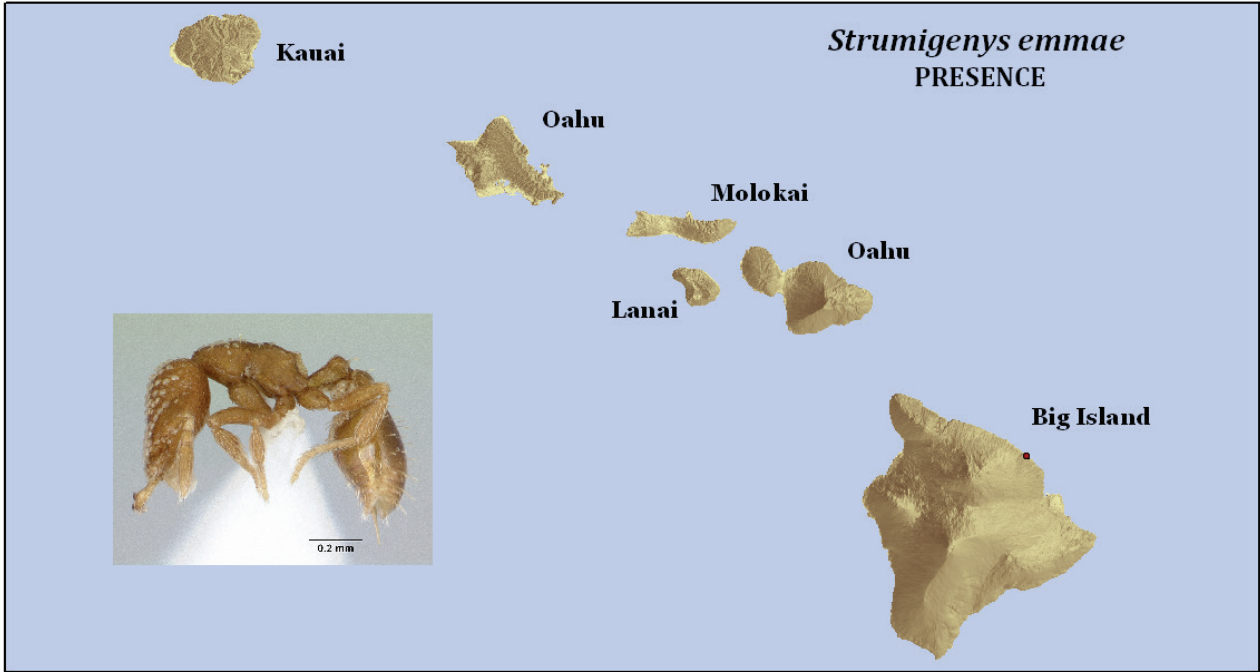 Strumigenys emmae
PRESENCE
Kauai
Oahu
Molokai
Oahu
Lanai
Big Island
0.2 mm